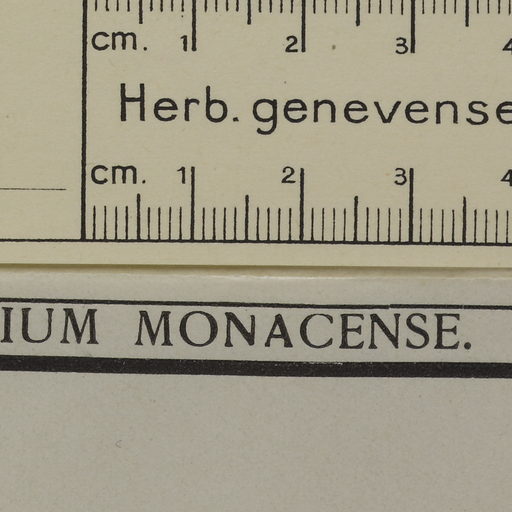 cm. 1 2 3 4
Herb. genevense
cm. 1 2 3 4
IUM MONACENSE.